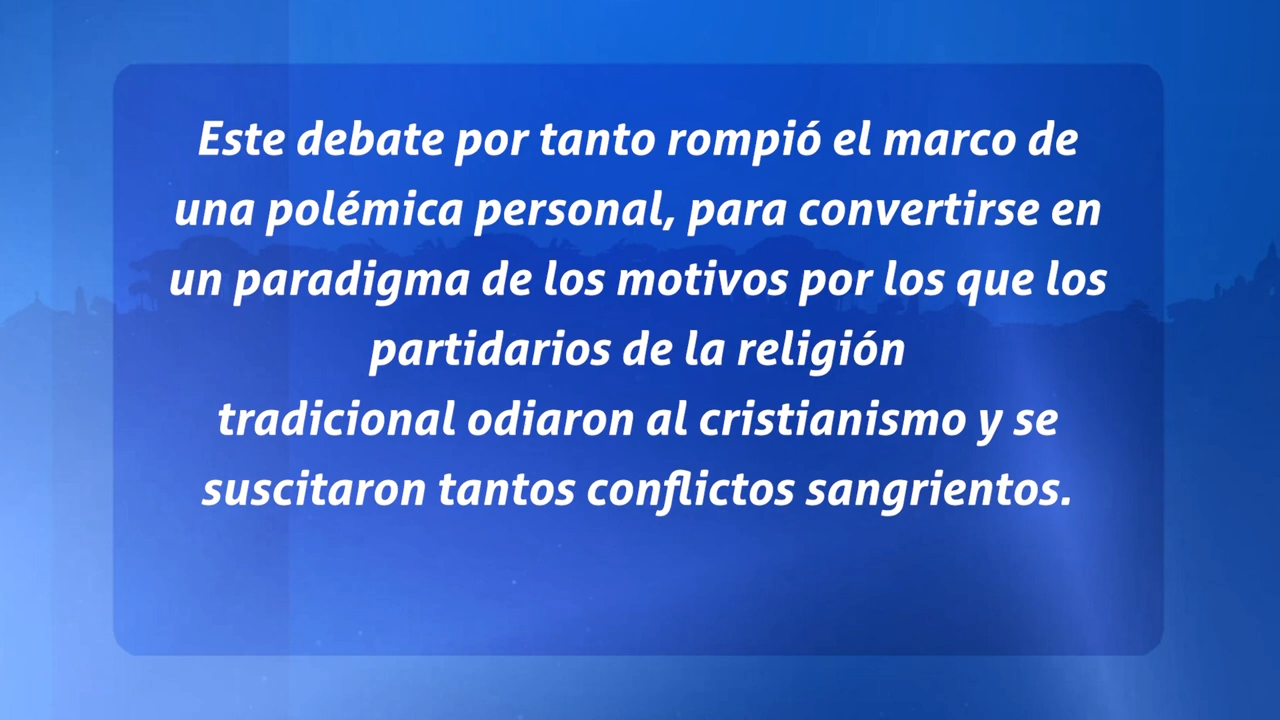 Este debate por tanto rompió el marco de
una polémica personal, para convertirse en
un paradigma de los motivos por los que los
partidarios de la religión
tradicional odiaron al cristianismo y se
suscitaron tantos conflictos sangrientos.